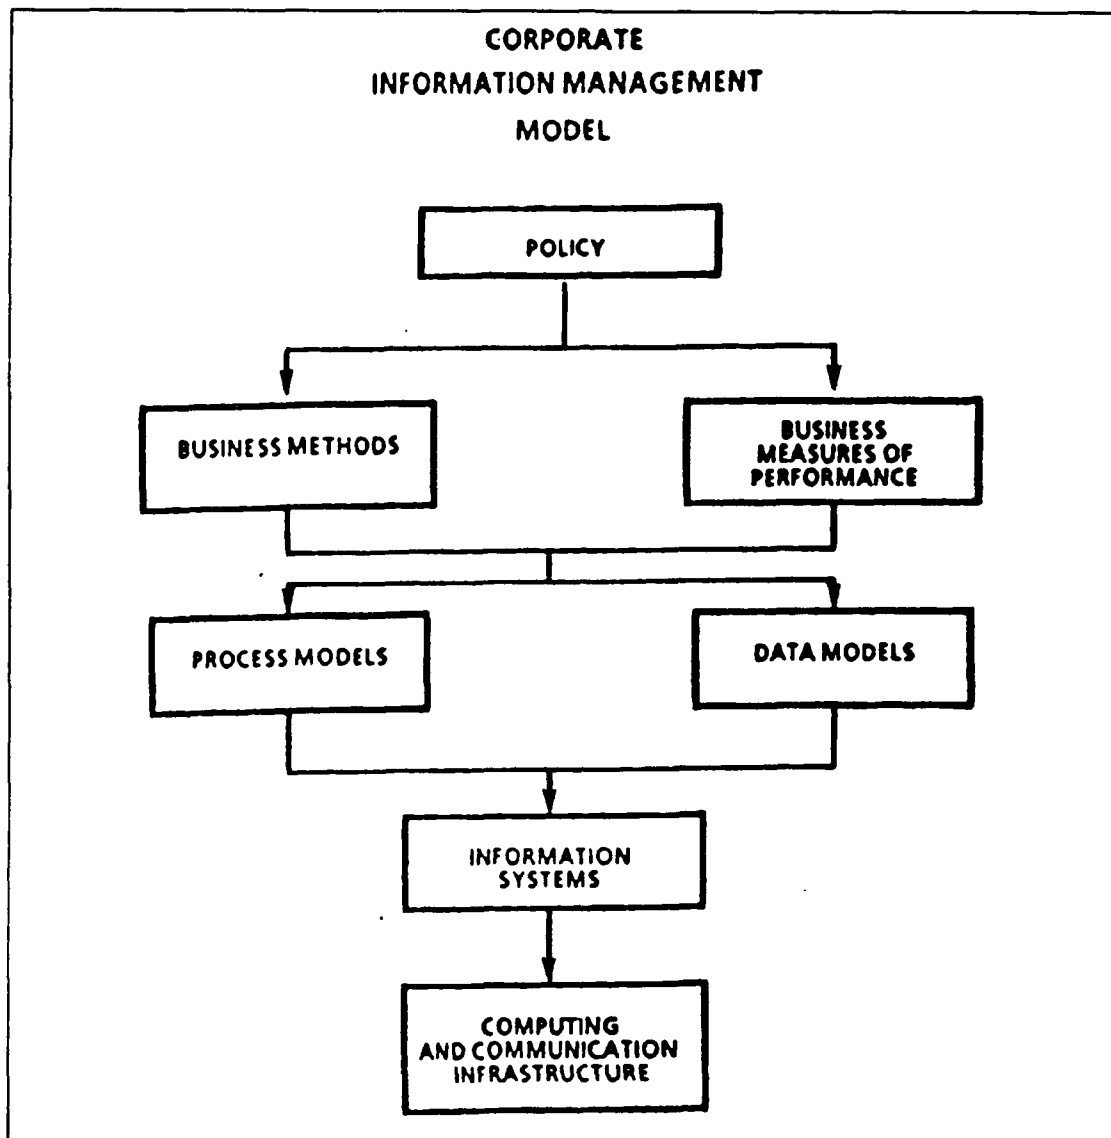 CORPORATE
INFORMATION MANAGEMENT
MODEL
POLICY
BUSINESS METHODS
BUSINESS
MEASURES OF
PERFORMANCE
PROCESS MODELS
DATA MODELS
INFORMATION
SYSTEMS
COMPUTING
AND COMMUNICATION
INFRASTRUCTURE